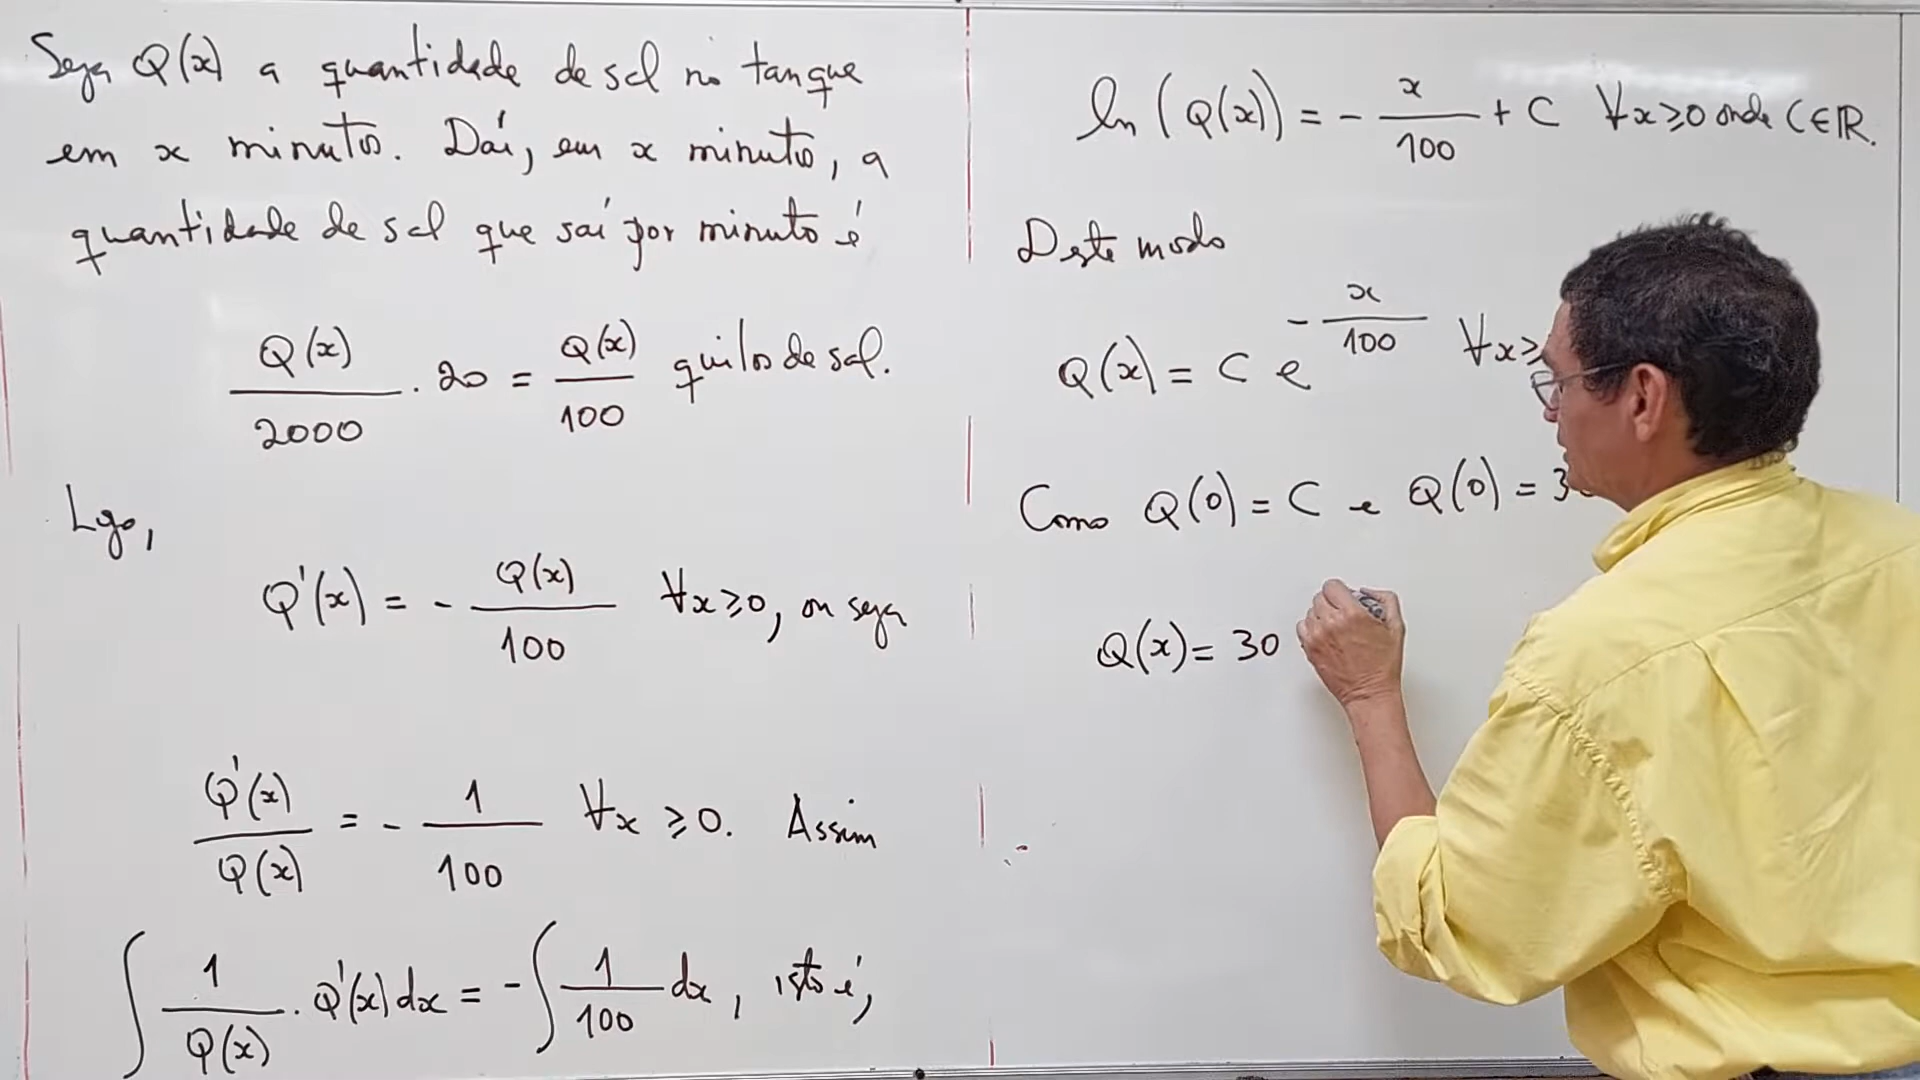 Seja Q(x) a quantidade de sal no tanque
em x minutos. Daí, em x minuto, a
quantidade de sal que sai por minuto é
Q(x)/2000 . 20 = Q(x)/100 quilos de sal.
Logo,
Q'(x) = - Q(x)/100 ∀x≥0, ou seja
Q'(x)/Q(x) = - 1/100 ∀x ≥0. Assim
∫ 1/Q(x) . Q'(x) dx = - ∫ 1/100 dx, isto é,
ln (Q(x)) = - x/100 + C ∀x≥0 onde C∈ℝ.
Deste modo
Q(x) = C e^(- x/100) ∀x≥
Como Q(0) = C e Q(0) = 3
Q(x) = 30